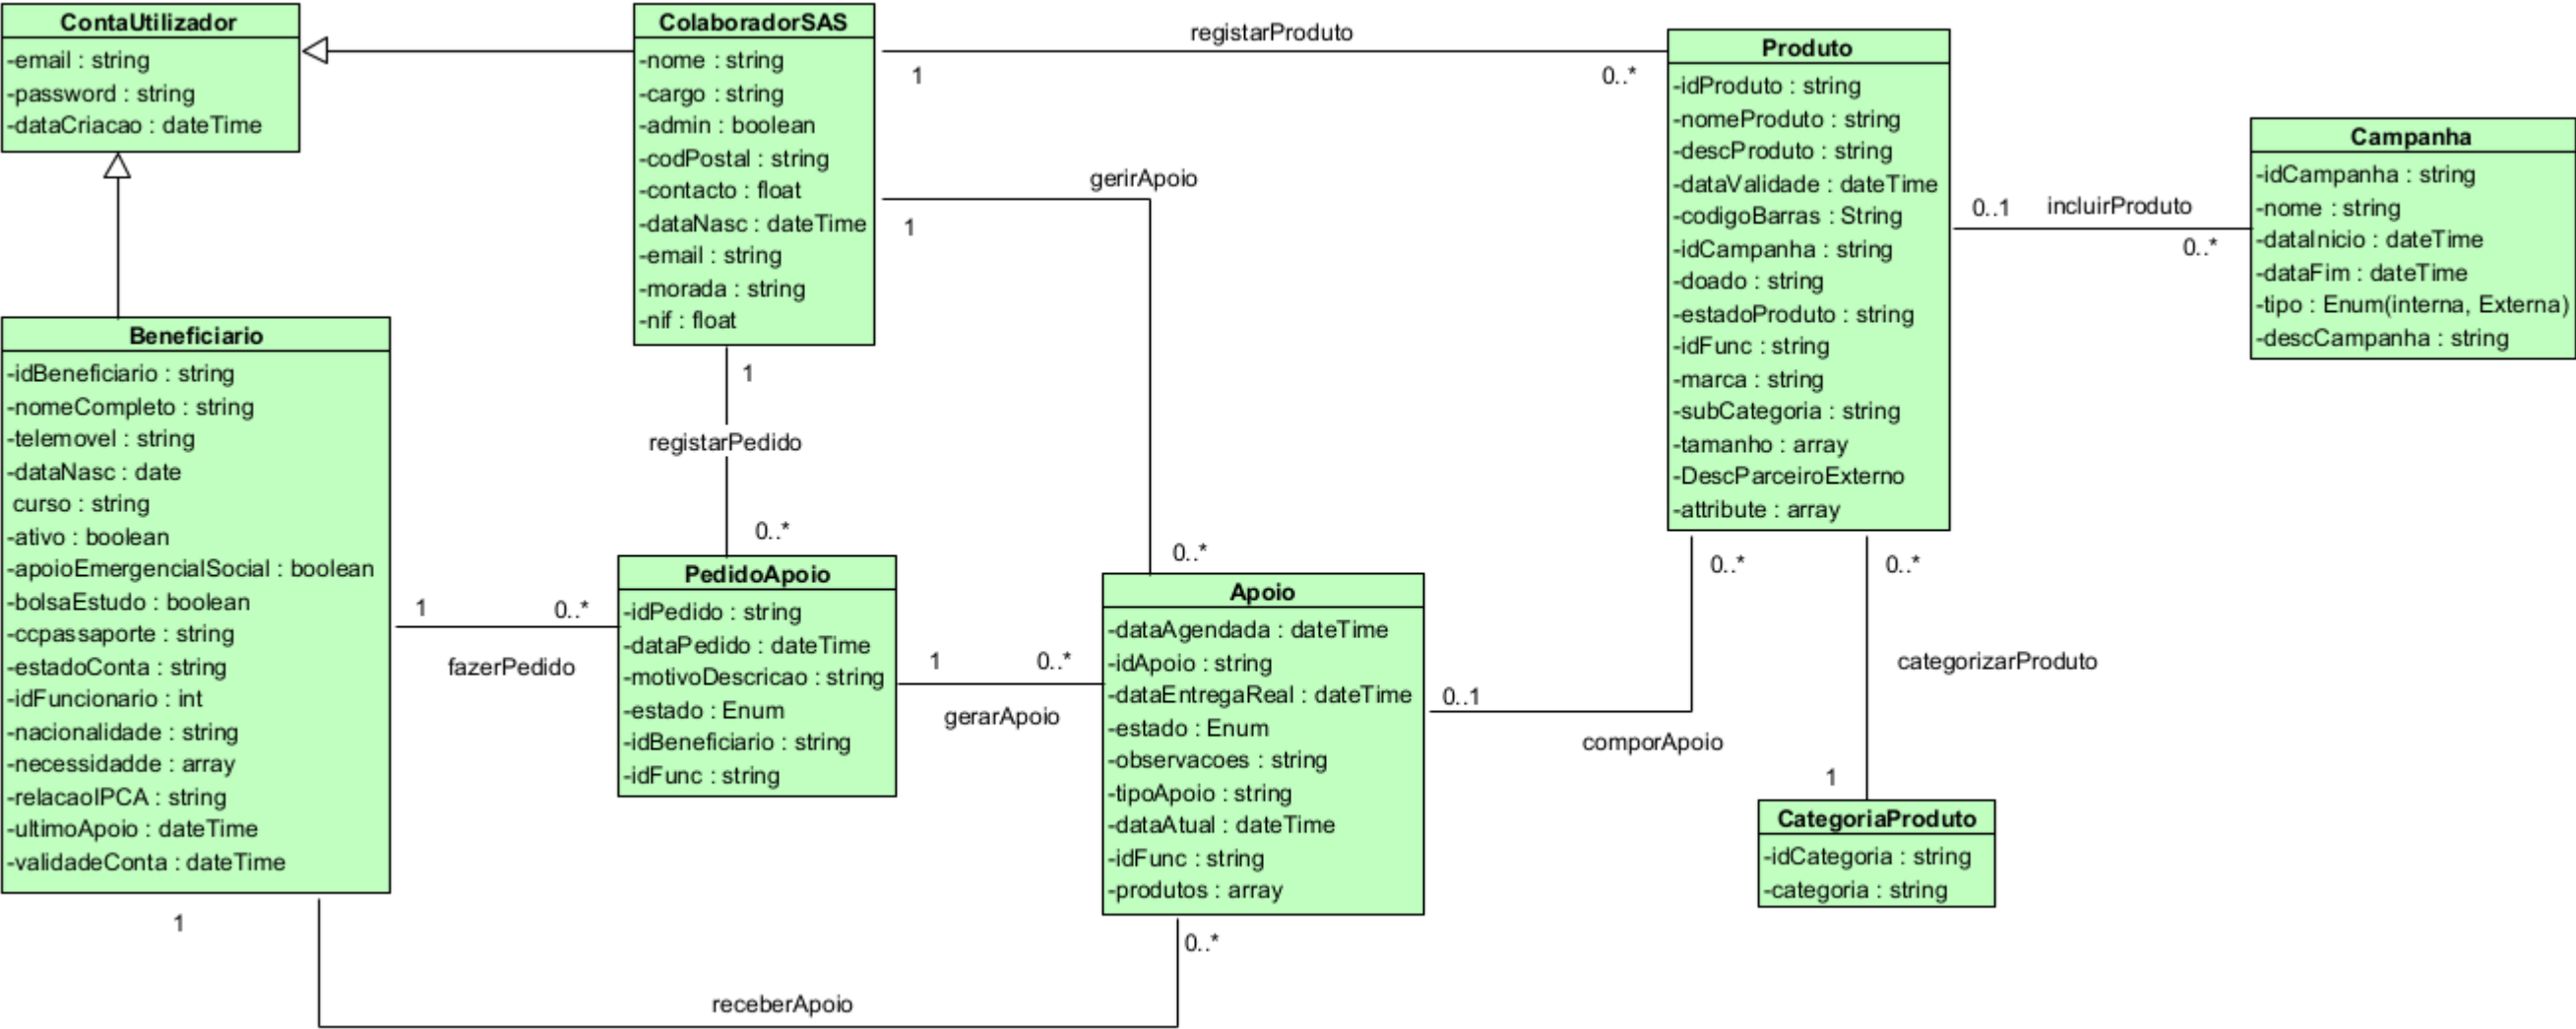 ContaUtilizador
-email : string
-password : string
-dataCriacao : dateTime
ColaboradorSAS
-nome : string
-cargo : string
-admin : boolean
-codPostal : string
-contacto : float
-dataNasc : dateTime
-email : string
-morada : string
-nif : float
registarProduto
1
0..*
gerirApoio
1
0..*
Produto
-idProduto : string
-nomeProduto : string
-descProduto : string
-dataValidade : dateTime
-codigoBarras : String
-idCampanha : string
-doado : string
-estadoProduto : string
-idFunc : string
-marca : string
-subCategoria : string
-tamanho : array
-DescParceiroExterno
-attribute : array
0..1
incluirProduto
0..*
Campanha
-idCampanha : string
-nome : string
-dataInicio : dateTime
-dataFim : dateTime
-tipo : Enum(interna, Externa)
-descCampanha : string
Beneficiario
-idBeneficiario : string
-nomeCompleto : string
-telemovel : string
-dataNasc : date
curso : string
-ativo : boolean
-apoioEmergencialSocial : boolean
-bolsaEstudo : boolean
-ccpassaporte : string
-estadoConta : string
-idFuncionario : int
-nacionalidade : string
-necessidadde : array
-relacaoIPCA : string
-ultimoApoio : dateTime
-validadeConta : dateTime
1
registarPedido
0..*
1
0..*
fazerPedido
PedidoApoio
-idPedido : string
-dataPedido : dateTime
-motivoDescricao : string
-estado : Enum
-idBeneficiario : string
-idFunc : string
1
0..*
gerarApoio
Apoio
-dataAgendada : dateTime
-idApoio : string
-dataEntregaReal : dateTime
-estado : Enum
-observacoes : string
-tipoApoio : string
-dataAtual : dateTime
-idFunc : string
-produtos : array
0..*
0..1
comporApoio
0..*
categorizarProduto
1
CategoriaProduto
-idCategoria : string
-categoria : string
1
0..*
receberApoio